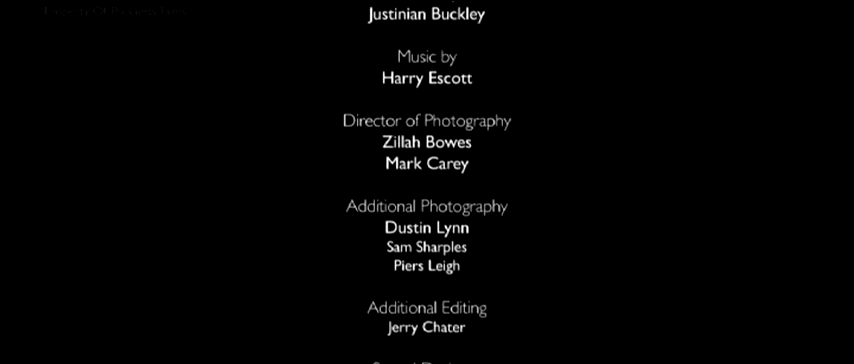 Justinian Buckley
Music by
Harry Escott
Director of Photography
Zillah Bowes
Mark Carey
Additional Photography
Dustin Lynn
Sam Sharples
Piers Leigh
Additional Editing
Jerry Chater